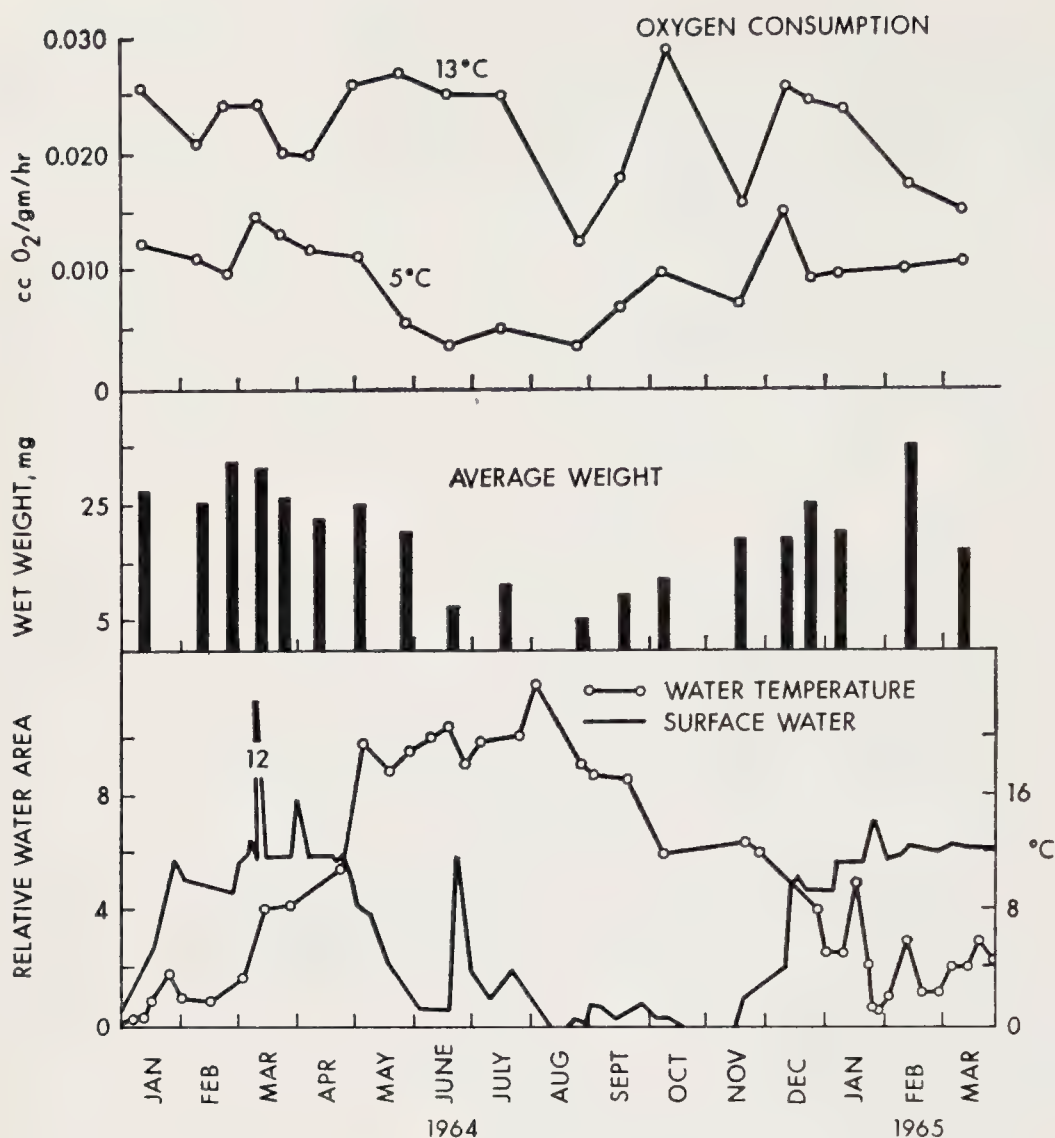 OXYGEN CONSUMPTION
0.030
13°C
0.020
cc O₂/gm/hr
0.010
5°C
0
WET WEIGHT, mg
AVERAGE WEIGHT
25
5
RELATIVE WATER AREA
WATER TEMPERATURE
SURFACE WATER
12
8
16
°C
4
8
0
0
JAN FEB MAR APR MAY JUNE JULY AUG SEPT OCT NOV DEC JAN FEB MAR
1964 1965